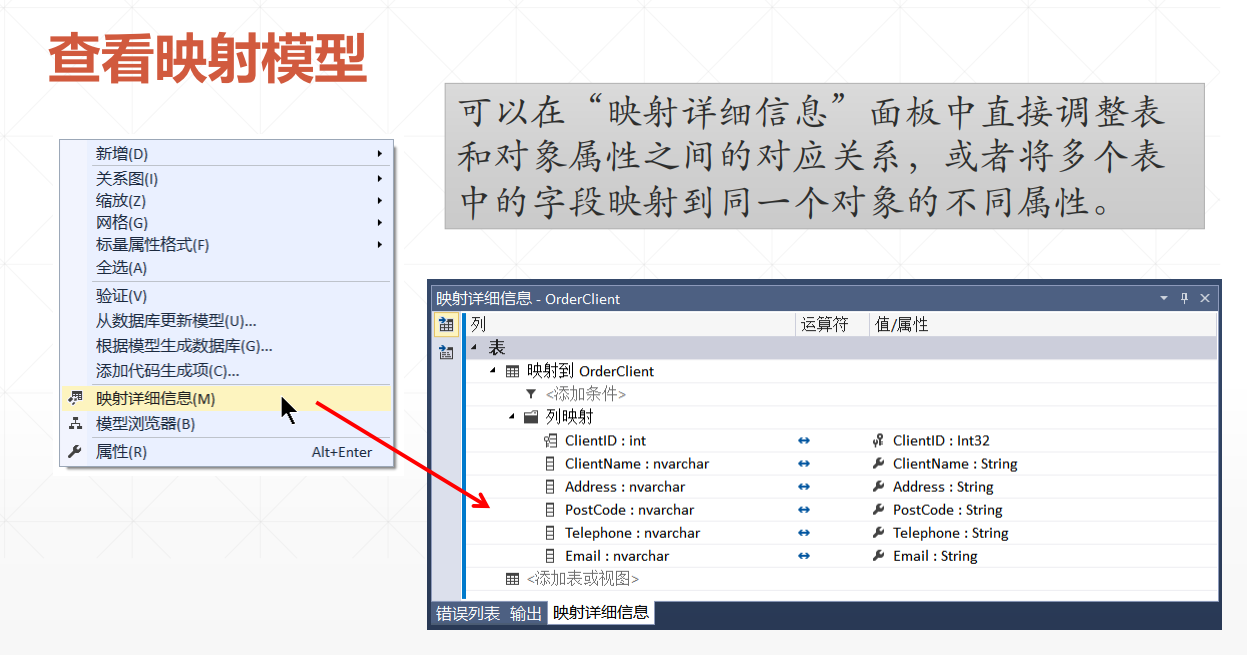 查看映射模型
可以在“映射详细信息”面板中直接调整表
和对象属性之间的对应关系，或者将多个表
中的字段映射到同一个对象的不同属性。
新增(D)
关系图(I)
缩放(Z)
网格(G)
标量属性格式(F)
全选(A)
验证(V)
从数据库更新模型(U)...
根据模型生成数据库(G)...
添加代码生成项(C)...
映射详细信息(M)
模型浏览器(B)
属性(R) Alt+Enter
映射详细信息 - OrderClient
列 运算符 值/属性
表
映射到 OrderClient
<添加条件>
列映射
ClientID : int ClientID : Int32
ClientName : nvarchar ClientName : String
Address : nvarchar Address : String
PostCode : nvarchar PostCode : String
Telephone : nvarchar Telephone : String
Email : nvarchar Email : String
<添加表或视图>
错误列表 输出 映射详细信息